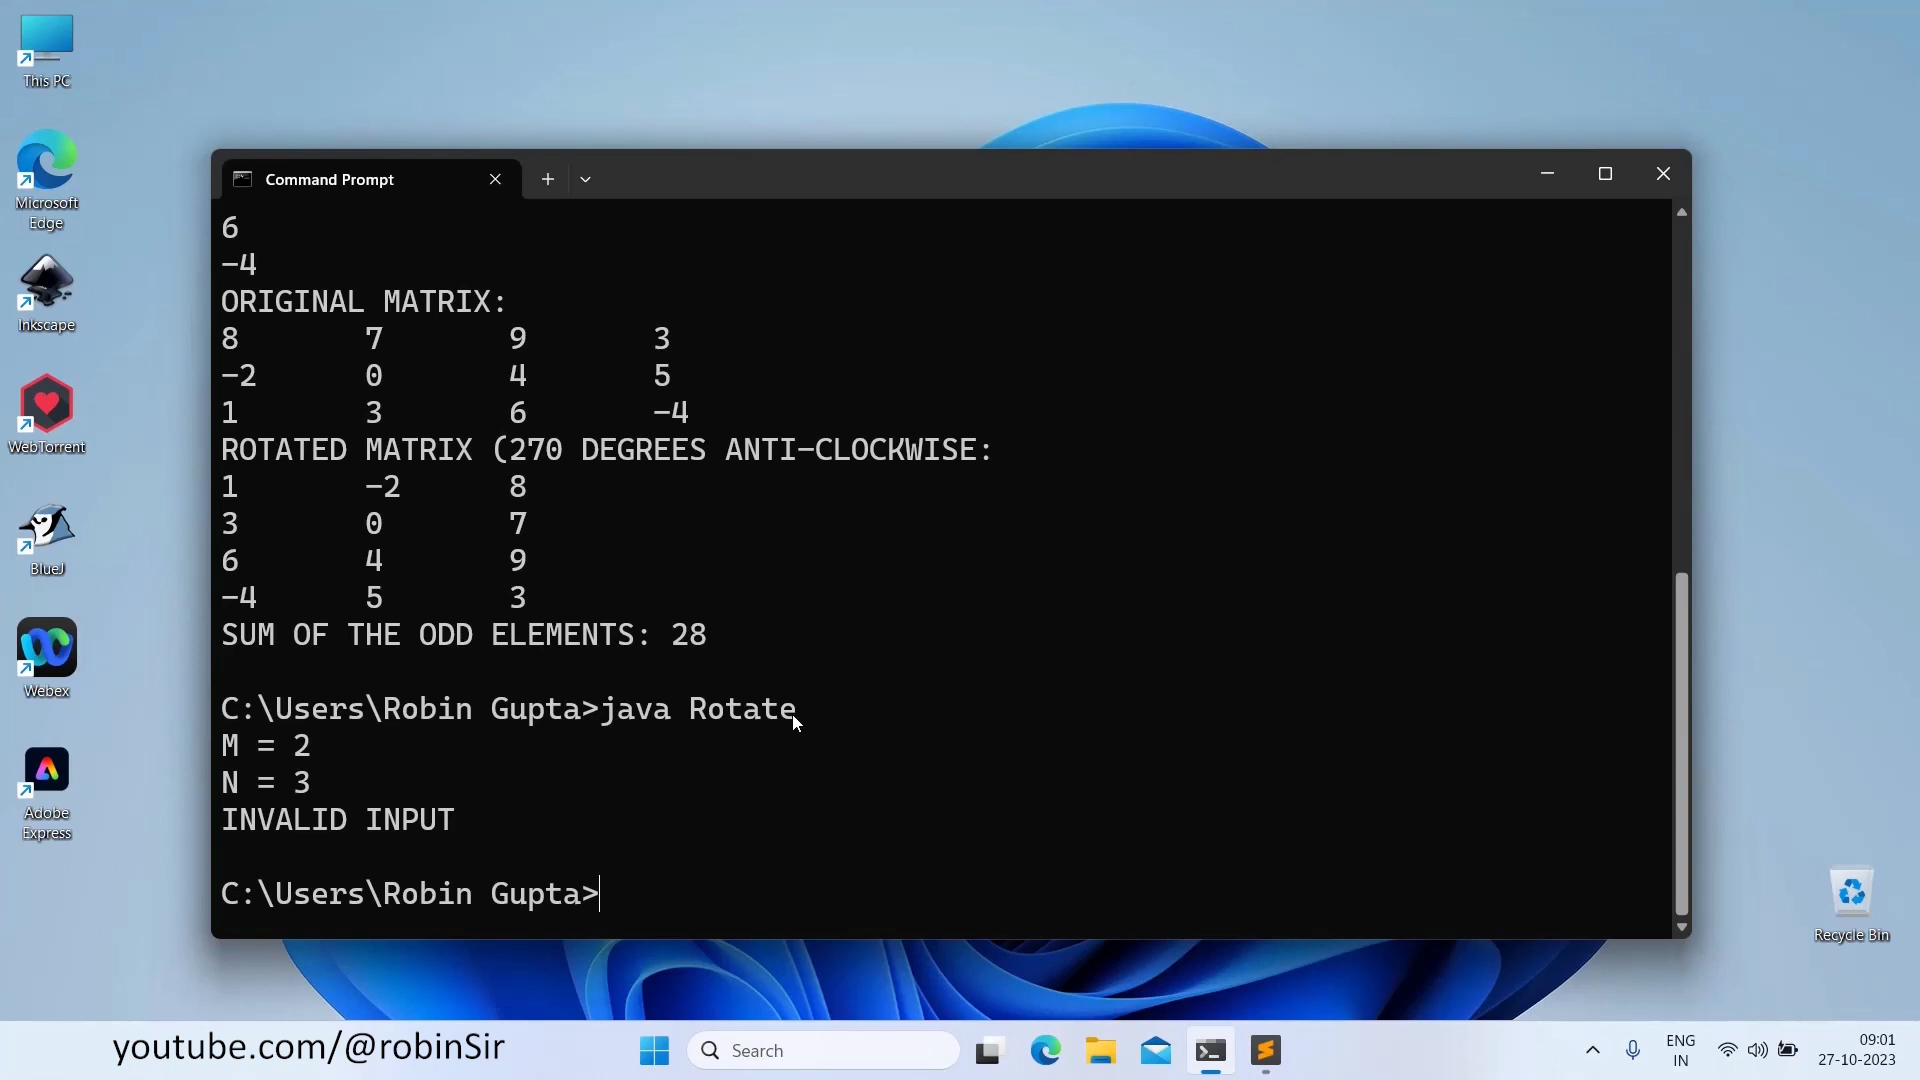 This PC
Microsoft
Edge
Inkscape
WebTorrent
BlueJ
Webex
Adobe
Express
Recycle Bin
Command Prompt
6
-4
ORIGINAL MATRIX:
8 7 9 3
-2 0 4 5
1 3 6 -4
ROTATED MATRIX (270 DEGREES ANTI-CLOCKWISE:
1 -2 8
3 0 7
6 4 9
-4 5 3
SUM OF THE ODD ELEMENTS: 28
C:\Users\Robin Gupta>java Rotate
M = 2
N = 3
INVALID INPUT
C:\Users\Robin Gupta>
youtube.com/@robinSir
Search
ENG
IN
09:01
27-10-2023